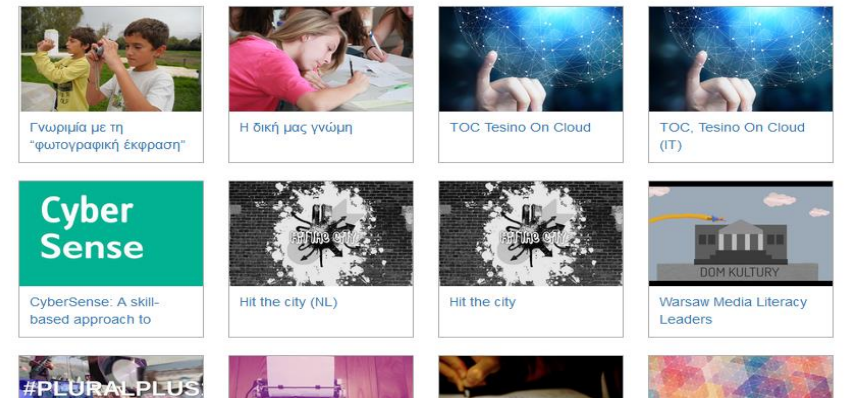 Γνωριμία με τη
"φωτογραφική έκφραση"
Η δική μας γνώμη
TOC Tesino On Cloud
TOC, Tesino On Cloud
(IT)
Cyber
Sense
HIT THE CITY
HIT THE CITY
DOM KULTURY
CyberSense: A skill-
based approach to
Hit the city (NL)
Hit the city
Warsaw Media Literacy
Leaders
#PLURALPLUS